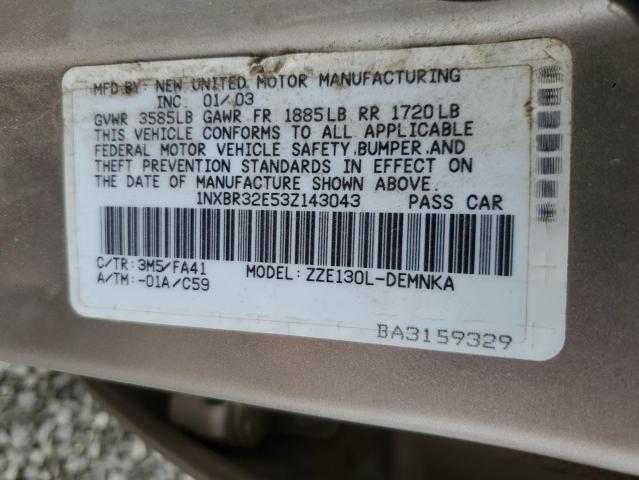 MFD BY: NEW UNITED MOTOR MANUFACTURING
INC. 01/03
GVWR 3585LB GAWR FR 1885LB RR 1720LB
THIS VEHICLE CONFORMS TO ALL APPLICABLE
FEDERAL MOTOR VEHICLE SAFETY,BUMPER,AND
THEFT PREVENTION STANDARDS IN EFFECT ON
THE DATE OF MANUFACTURE SHOWN ABOVE.
1NXBR32E53Z143043 PASS CAR
C/TR:3M5/FA41 MODEL: ZZE130L-DEMNKA
A/TM:-01A/C59
BA3159329